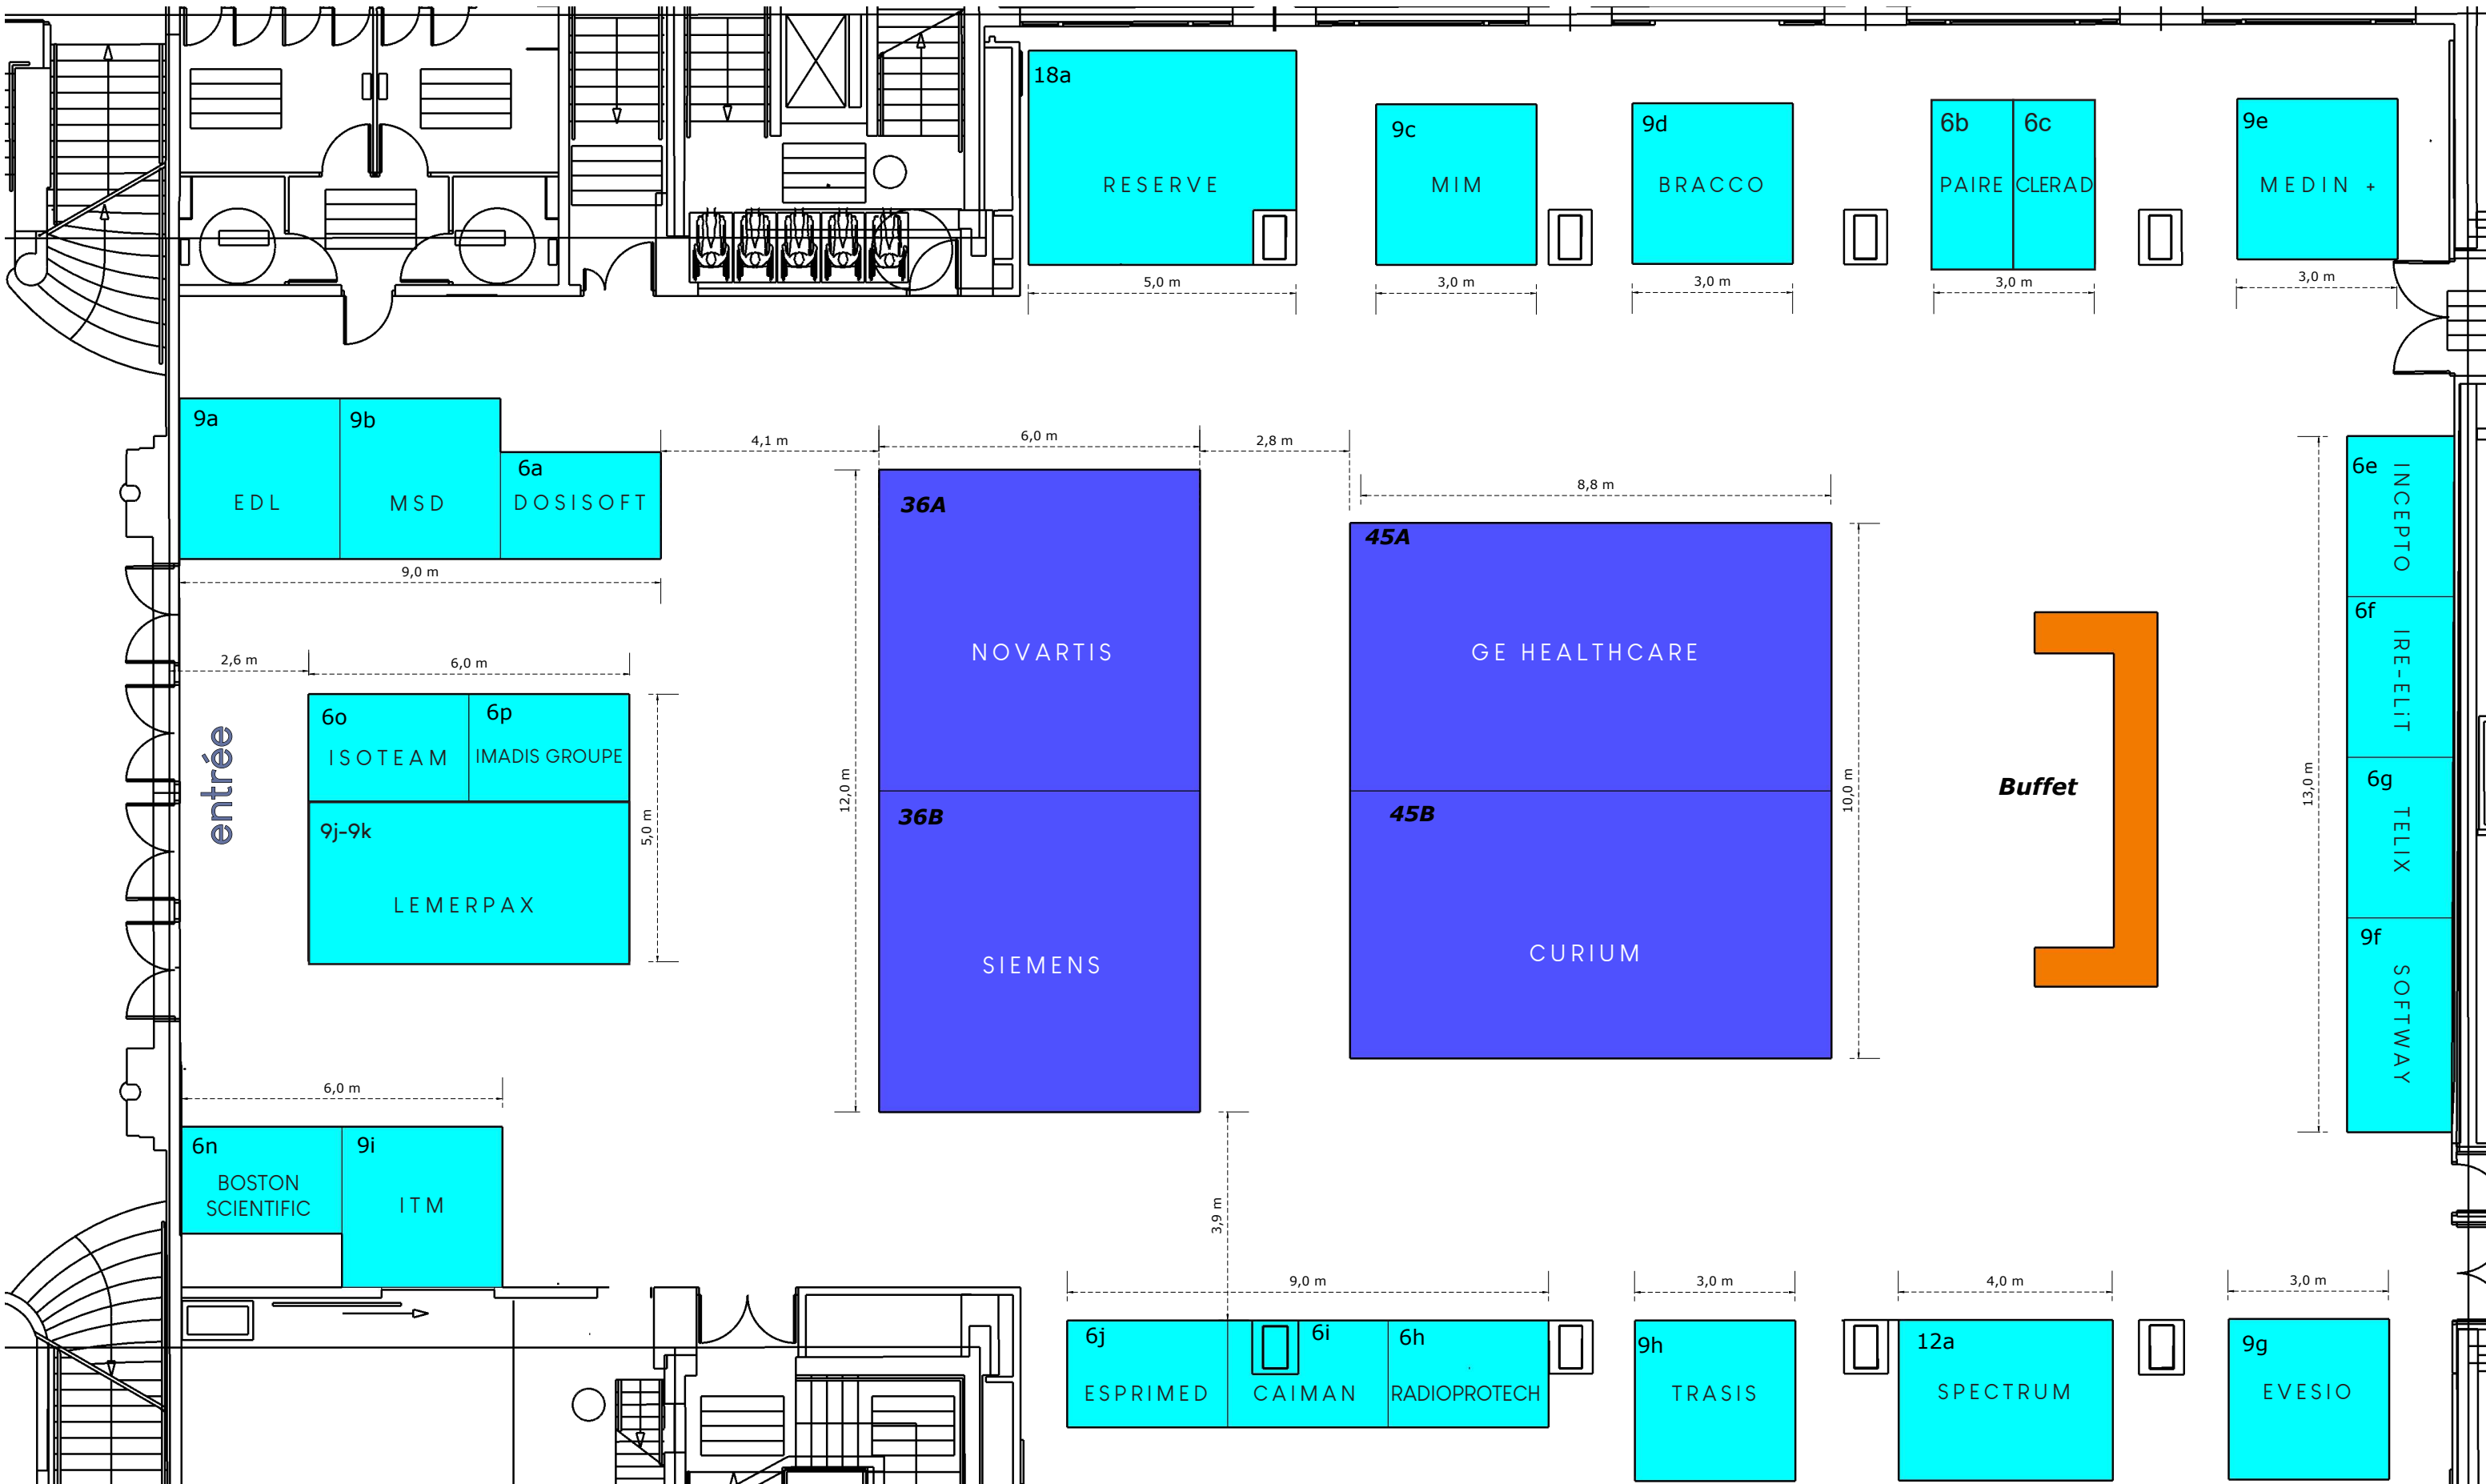 18a
RESERVE
5,0 m
9c
MIM
3,0 m
9d
BRACCO
3,0 m
6b
PAIRE
6c
CLERAD
3,0 m
9e
MEDIN +
3,0 m
9a
EDL
9b
MSD
6a
DOSISOFT
9,0 m
4,1 m
6,0 m
2,8 m
8,8 m
36A
NOVARTIS
36B
SIEMENS
12,0 m
45A
GE HEALTHCARE
45B
CURIUM
10,0 m
Buffet
13,0 m
6e
INCEPTO
6f
IRE-ELiT
6g
TELIX
9f
SOFTWAY
entrée
2,6 m
6,0 m
6o
ISOTEAM
6p
IMADIS GROUPE
9j-9k
LEMERPAX
5,0 m
6,0 m
6n
BOSTON
SCIENTIFIC
9i
ITM
3,9 m
9,0 m
6j
ESPRIMED
6i
CAIMAN
6h
RADIOPROTECH
3,0 m
9h
TRASIS
4,0 m
12a
SPECTRUM
3,0 m
9g
EVESIO